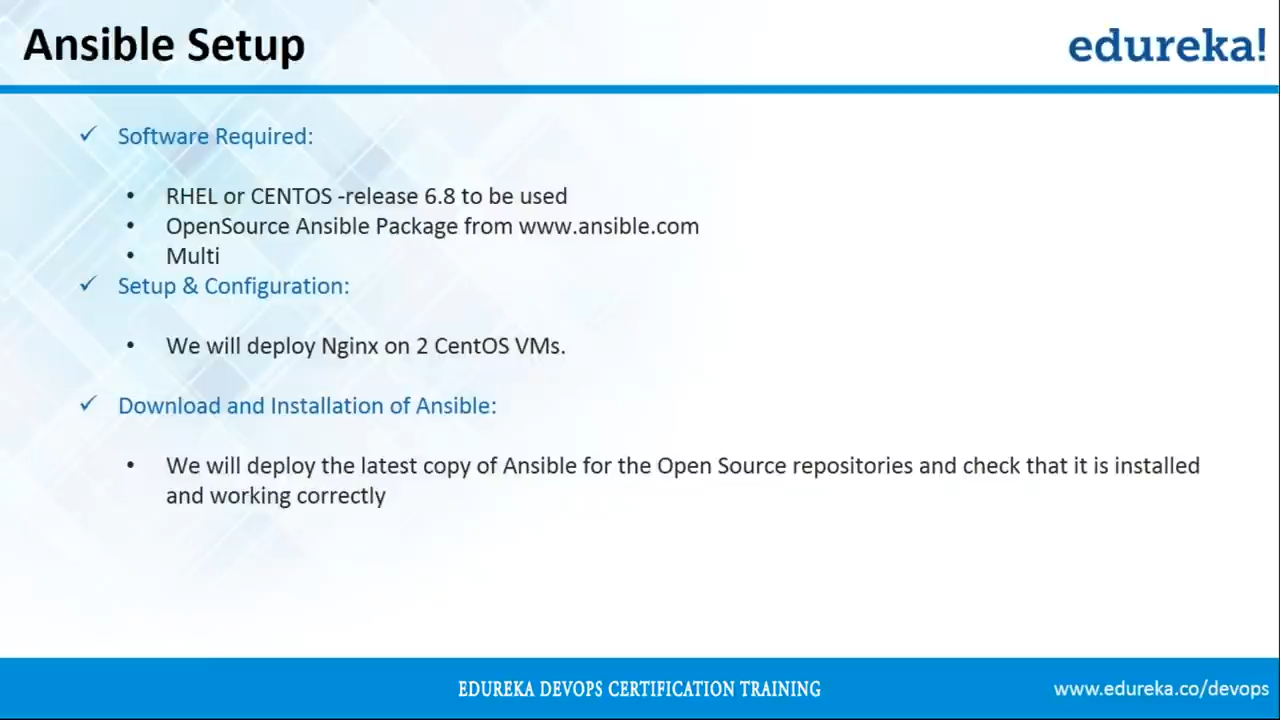 Ansible Setup
edureka!
✓ Software Required:
• RHEL or CENTOS -release 6.8 to be used
• OpenSource Ansible Package from www.ansible.com
• Multi
✓ Setup & Configuration:
• We will deploy Nginx on 2 CentOS VMs.
✓ Download and Installation of Ansible:
• We will deploy the latest copy of Ansible for the Open Source repositories and check that it is installed
and working correctly
EDUREKA DEVOPS CERTIFICATION TRAINING
www.edureka.co/devops